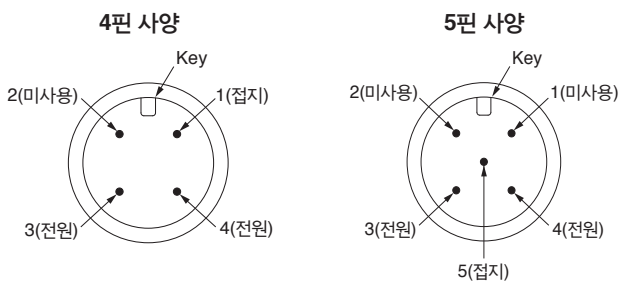 4핀 사양
Key
2(미사용)
1(접지)
3(전원)
4(전원)
5핀 사양
Key
2(미사용)
1(미사용)
3(전원)
4(전원)
5(접지)